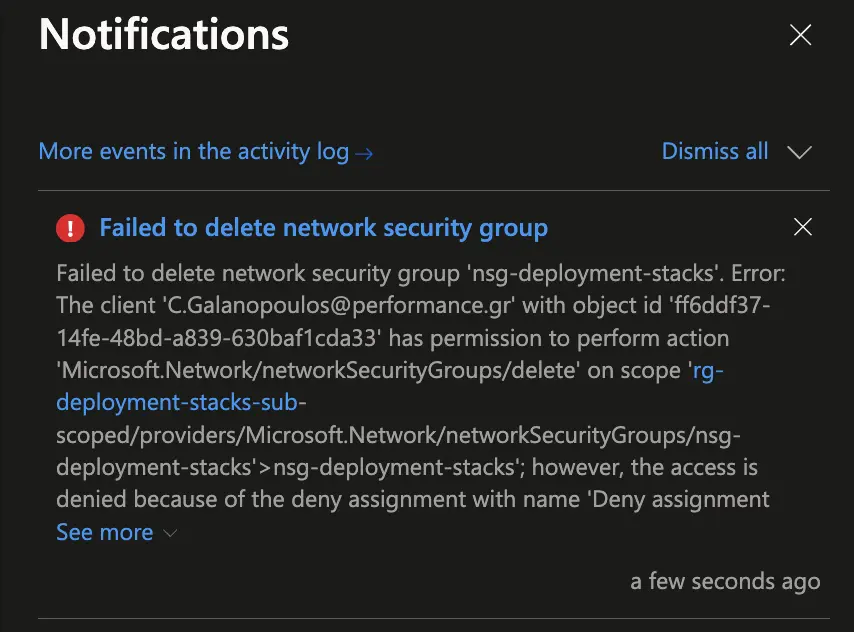 Notifications
More events in the activity log → Dismiss all
Failed to delete network security group
Failed to delete network security group 'nsg-deployment-stacks'. Error:
The client 'C.Galanopoulos@performance.gr' with object id 'ff6ddf37-
14fe-48bd-a839-630baf1cda33' has permission to perform action
'Microsoft.Network/networkSecurityGroups/delete' on scope 'rg-
deployment-stacks-sub-
scoped/providers/Microsoft.Network/networkSecurityGroups/nsg-
deployment-stacks'>nsg-deployment-stacks'; however, the access is
denied because of the deny assignment with name 'Deny assignment
See more
a few seconds ago